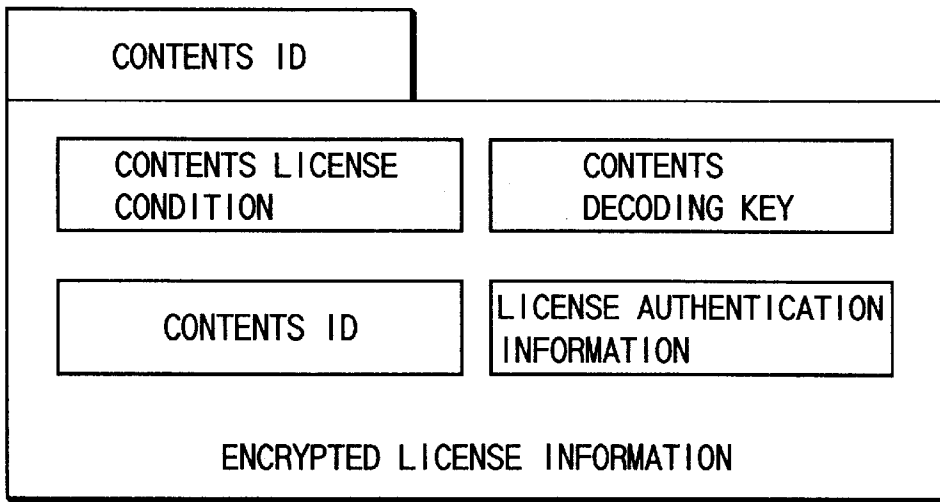 CONTENTS ID
CONTENTS LICENSE
CONDITION
CONTENTS
DECODING KEY
CONTENTS ID
LICENSE AUTHENTICATION
INFORMATION
ENCRYPTED LICENSE INFORMATION